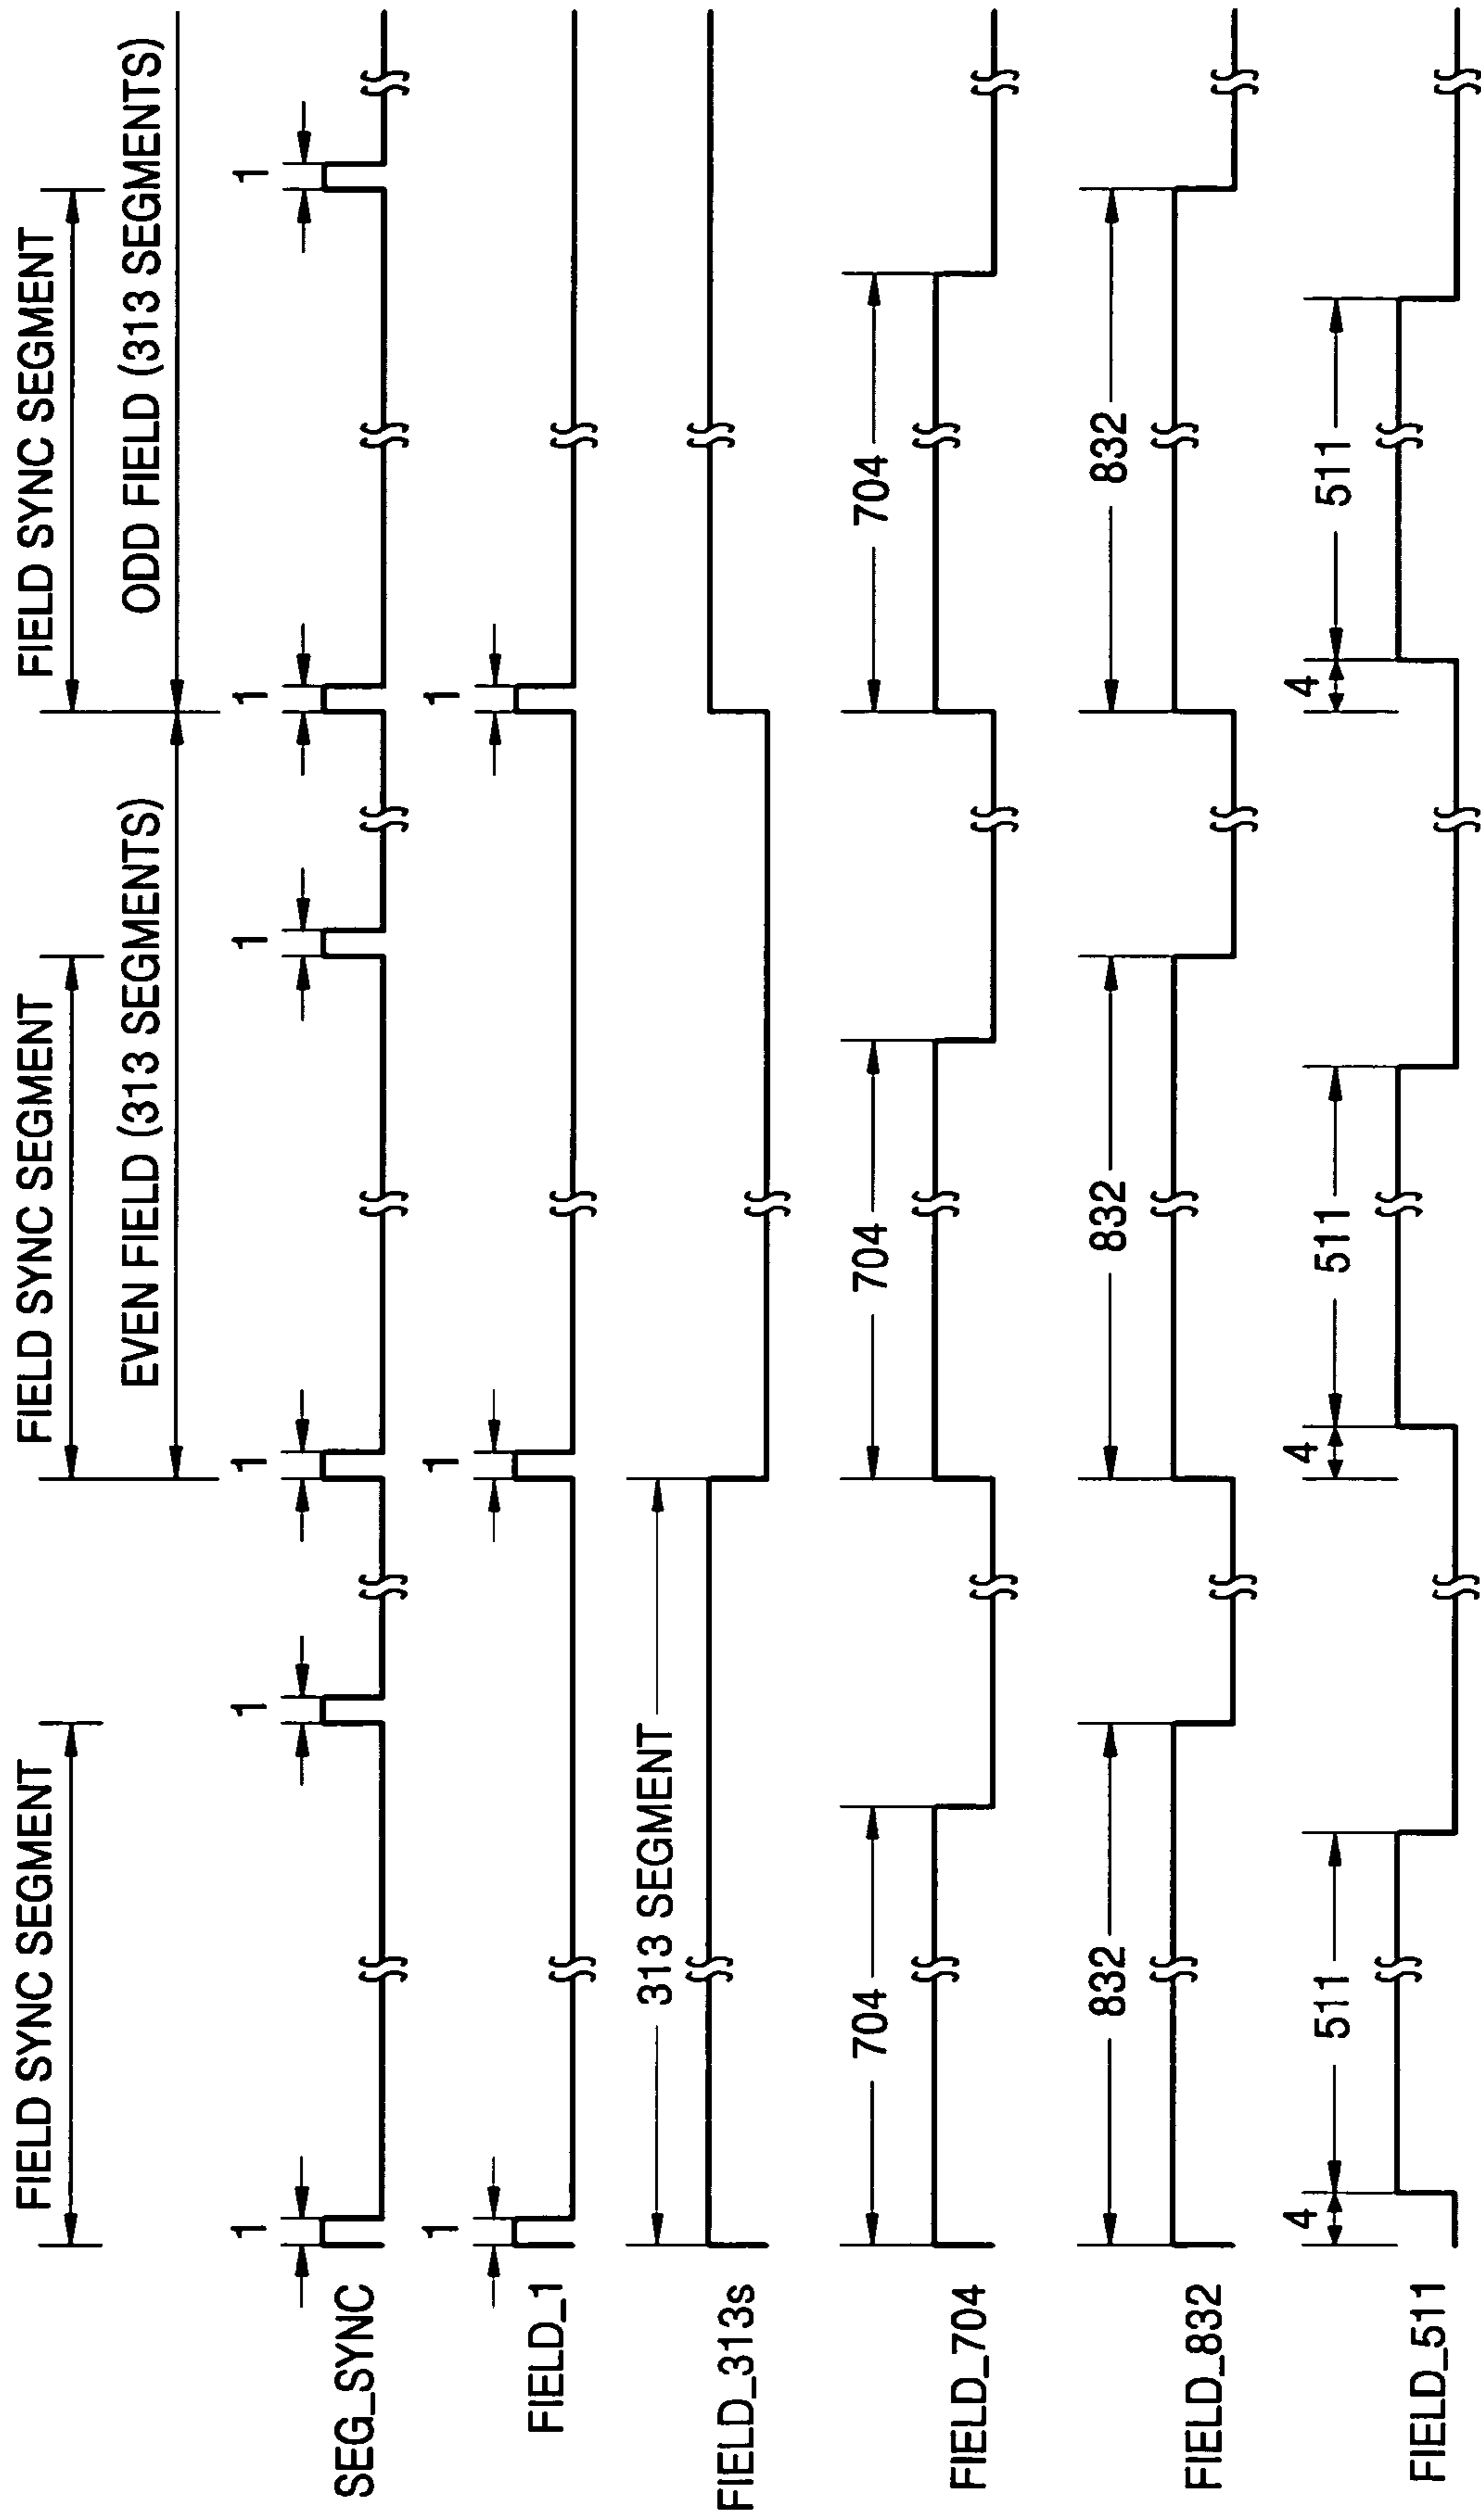 FIELD SYNC SEGMENT FIELD SYNC SEGMENT FIELD SYNC SEGMENT
EVEN FIELD (313 SEGMENTS) ODD FIELD (313 SEGMENTS)
1 1 1 1 1 1
SEG_SYNC
1 1 1
FIELD_1
313 SEGMENT
FIELD_313s
704 704 704
FIELD_704
832 832 832
FIELD_832
4 511 4 511 4 511
FIELD_511